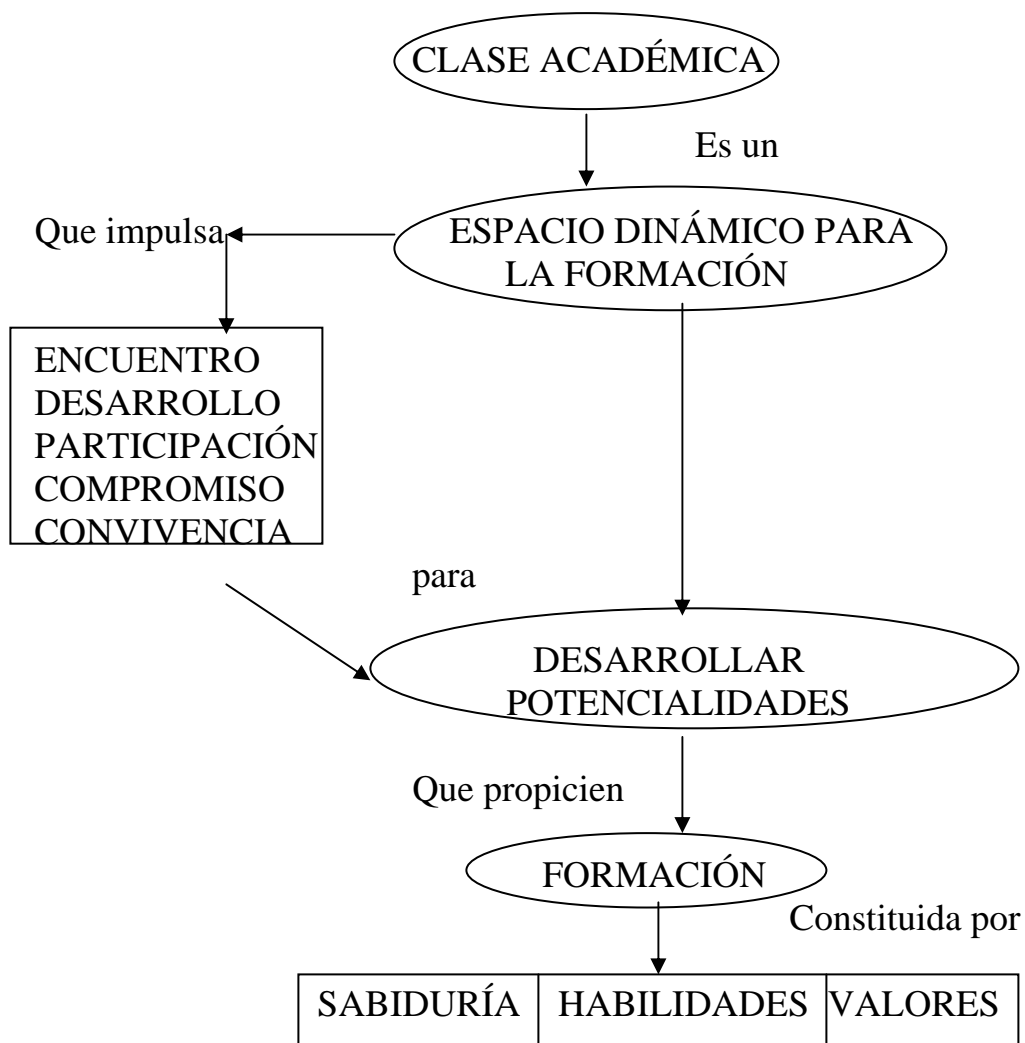 CLASE ACADÉMICA
Es un
Que impulsa
ESPACIO DINÁMICO PARA
LA FORMACIÓN
ENCUENTRO
DESARROLLO
PARTICIPACIÓN
COMPROMISO
CONVIVENCIA
para
DESARROLLAR
POTENCIALIDADES
Que propicien
FORMACIÓN
Constituida por
SABIDURÍA HABILIDADES VALORES